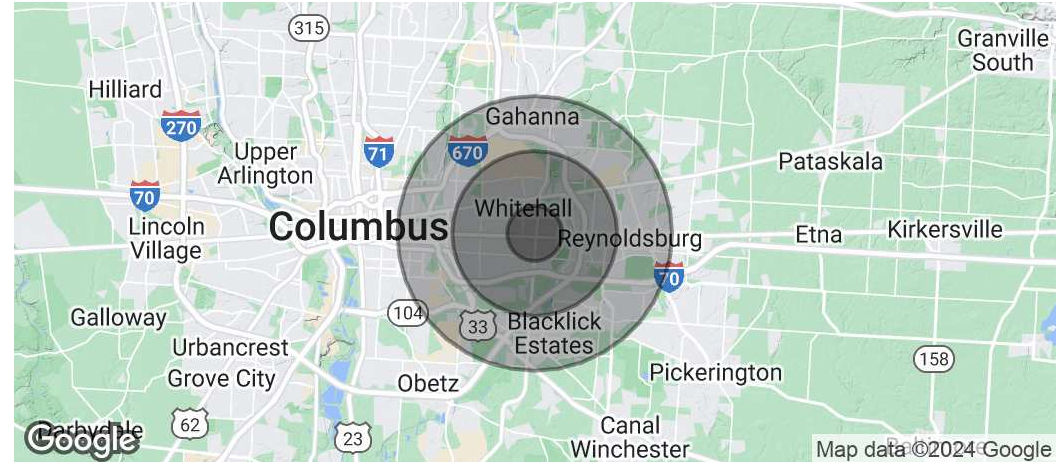 315
Granville
South
Hilliard
Gahanna
270
71
670
Upper
Arlington
Pataskala
70
Whitehall
Columbus
Lincoln
Village
Reynoldsburg
Etna
Kirkersville
70
104
33
Galloway
Blacklick
Estates
Urbancrest
158
Grove City
Obetz
Pickerington
62
23
Canal
Winchester
Darbydale
Google
Map data ©2024 Google